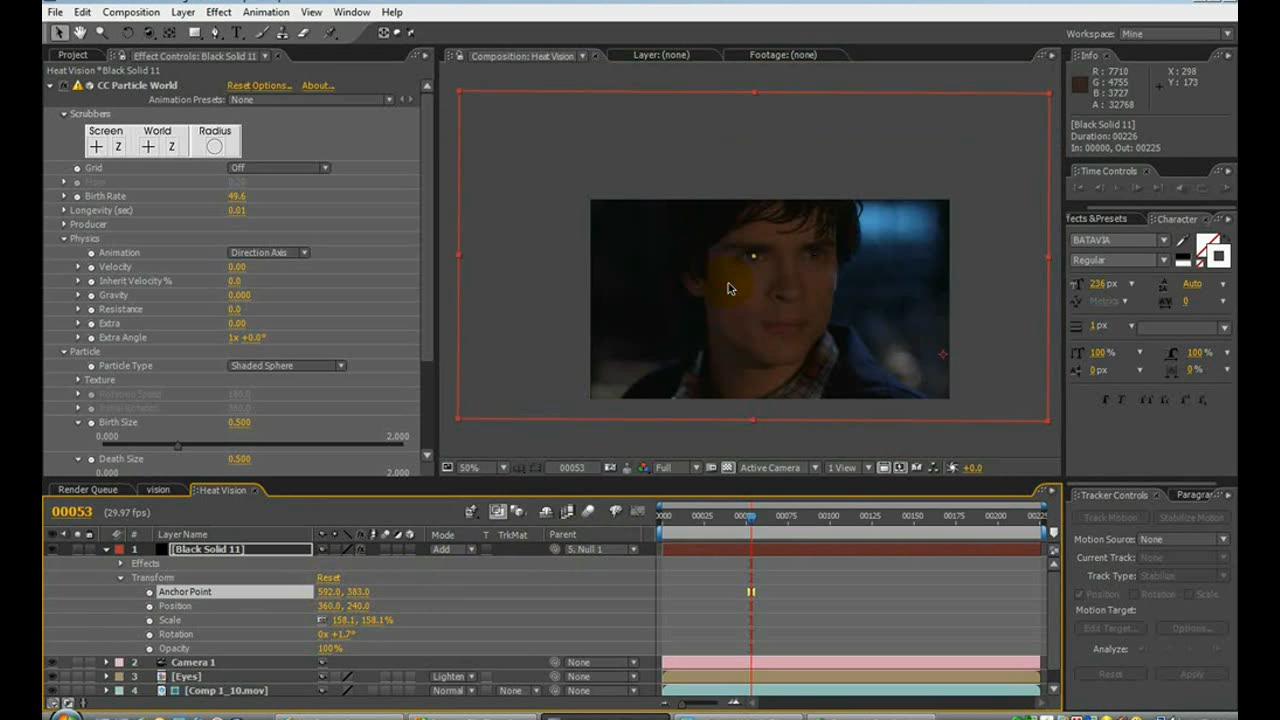 File Edit Composition Layer Effect Animation View Window Help
Workspace: Mine
Project Effect Controls: Black Solid 11
Composition: Heat Vision Layer: (none) Footage: (none)
Info
Heat Vision * Black Solid 11
CC Particle World Reset Options... About...
Animation Presets: None
Scrubbers
Screen World Radius
Z Z
Grid Off
Birth Rate 49.6
Longevity (sec) 0.01
Producer
Physics
Animation Direction Axis
Velocity 0.00
Inherit Velocity % 0.0
Gravity 0.000
Resistance 0.0
Extra 0.00
Extra Angle 1x +0.0°
Particle
Particle Type Shaded Sphere
Texture
Birth Size 0.500
0.000 2.000
Death Size 0.500
0.000 2.000
R: 7710 X: 298
G: 4755 Y: 173
B: 3727
A: 32768
[Black Solid 11]
Duration: 00226
In: 00000, Out: 00225
Time Controls
ffects&Presets Character
BATAVIA
Regular
236 px Auto
Metrics 0
1 px
100 % 100 %
0 px 0 %
50% 00053 Full Active Camera 1 View +0.0
Render Queue vision Heat Vision
00053 (29.97 fps)
0000 00025 00075 00100 00125 00150 00175 00200
Layer Name Mode T TrkMat Parent
1 [Black Solid 11] Add 5. Null 1
Effects
Transform Reset
Anchor Point 592.0, 383.0
Position 360.0, 240.0
Scale 158.1, 158.1%
Rotation 0x +1.7°
Opacity 100%
2 Camera 1 None
3 [Eyes] Lighten None
4 [Comp 1_10.mov] Normal None None
Tracker Controls Paragra
Track Motion Stabilize Motion
Motion Source: None
Current Track: None
Track Type: Stabilize
Position Rotation Scale
Motion Target:
Edit Target... Options...
Analyze:
Reset Apply